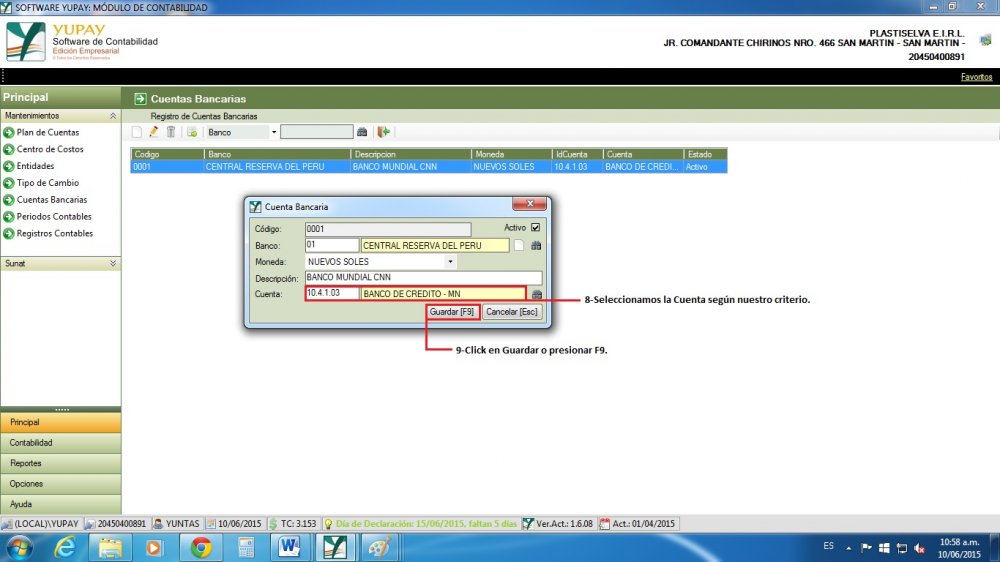 SOFTWARE YUPAY: MÓDULO DE CONTABILIDAD
YUPAY
Software de Contabilidad
Edición Empresarial
© Todos los Derechos Reservados
PLASTISELVA E.I.R.L.
JR. COMANDANTE CHIRINOS NRO. 466 SAN MARTIN - SAN MARTIN -
20450400891
Favoritos
Principal
Mantenimientos
Plan de Cuentas
Centro de Costos
Entidades
Tipo de Cambio
Cuentas Bancarias
Periodos Contables
Registros Contables
Sunat
Principal
Contabilidad
Reportes
Opciones
Ayuda
Cuentas Bancarias
Registro de Cuentas Bancarias
Banco
Codigo Banco Descripcion Moneda IdCuenta Cuenta Estado
0001 CENTRAL RESERVA DEL PERU BANCO MUNDIAL CNN NUEVOS SOLES 10.4.1.03 BANCO DE CREDI... Activo
Cuenta Bancaria
Código: 0001 Activo
Banco: 01 CENTRAL RESERVA DEL PERU
Moneda: NUEVOS SOLES
Descripción: BANCO MUNDIAL CNN
Cuenta: 10.4.1.03 BANCO DE CREDITO - MN
Guardar [F9] Cancelar [Esc]
8-Seleccionamos la Cuenta según nuestro criterio.
9-Click en Guardar o presionar F9.
(LOCAL)\YUPAY 20450400891 YUNTAS 10/06/2015 TC: 3.153 Día de Declaración: 15/06/2015, faltan 5 días Ver.Act.: 1.6.08 Act.: 01/04/2015
ES
10:58 a.m.
10/06/2015